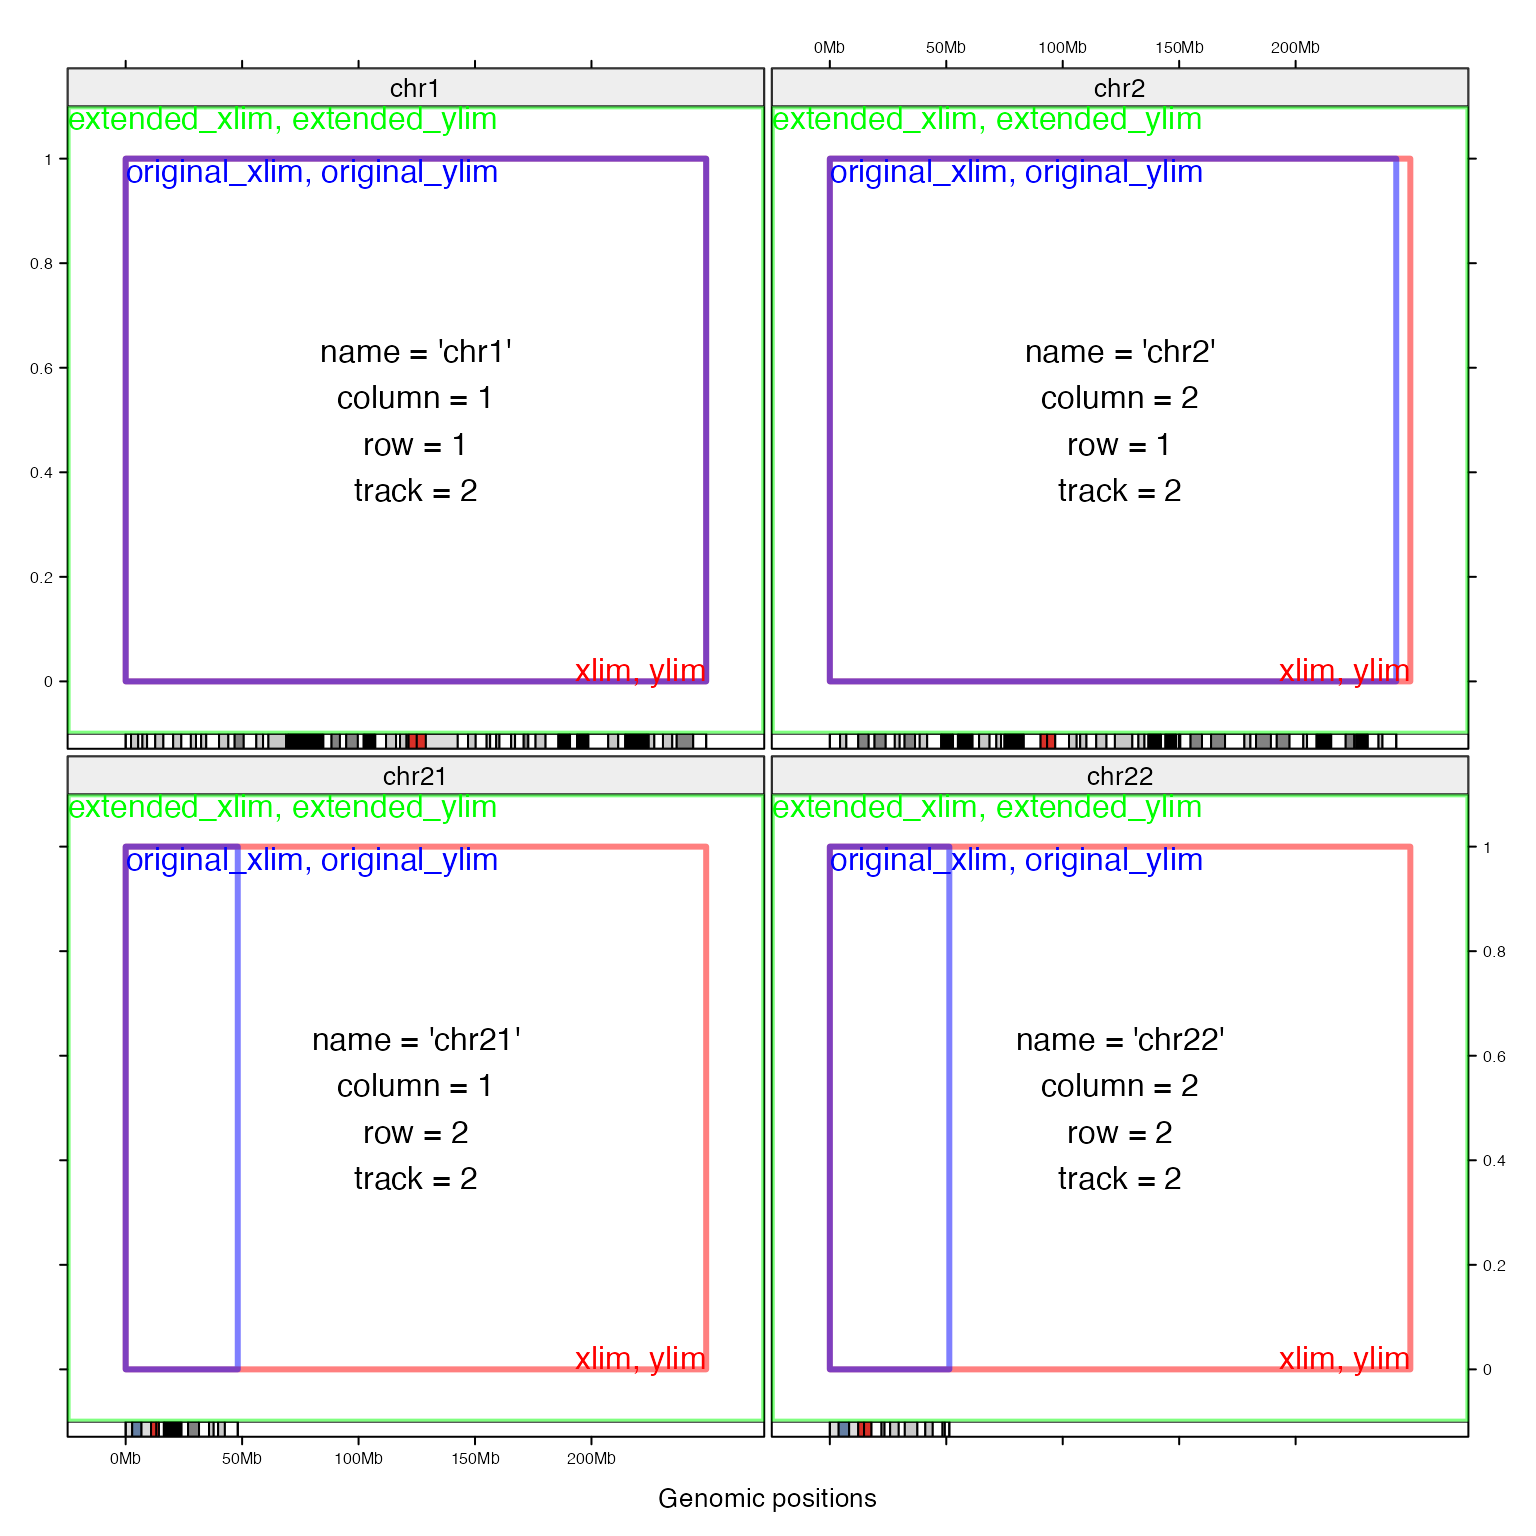 0Mb 50Mb 100Mb 150Mb 200Mb
chr1
extended_xlim, extended_ylim
original_xlim, original_ylim
name = 'chr1'
column = 1
row = 1
track = 2
xlim, ylim
1
0.8
0.6
0.4
0.2
0
chr2
extended_xlim, extended_ylim
original_xlim, original_ylim
name = 'chr2'
column = 2
row = 1
track = 2
xlim, ylim
chr21
extended_xlim, extended_ylim
original_xlim, original_ylim
name = 'chr21'
column = 1
row = 2
track = 2
xlim, ylim
chr22
extended_xlim, extended_ylim
original_xlim, original_ylim
name = 'chr22'
column = 2
row = 2
track = 2
xlim, ylim
1
0.8
0.6
0.4
0.2
0
0Mb 50Mb 100Mb 150Mb 200Mb
Genomic positions